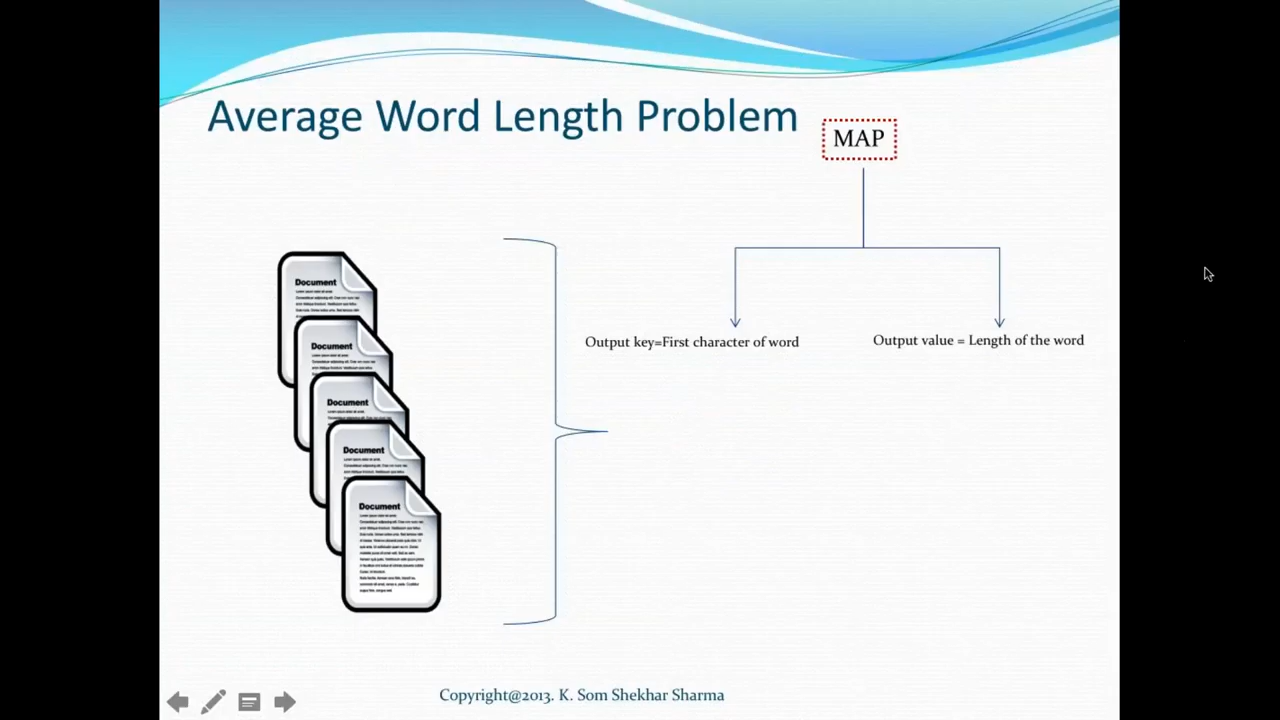 Average Word Length Problem
MAP
Output key=First character of word
Output value = Length of the word
Document
Document
Document
Document
Document
Copyright@2013. K. Som Shekhar Sharma